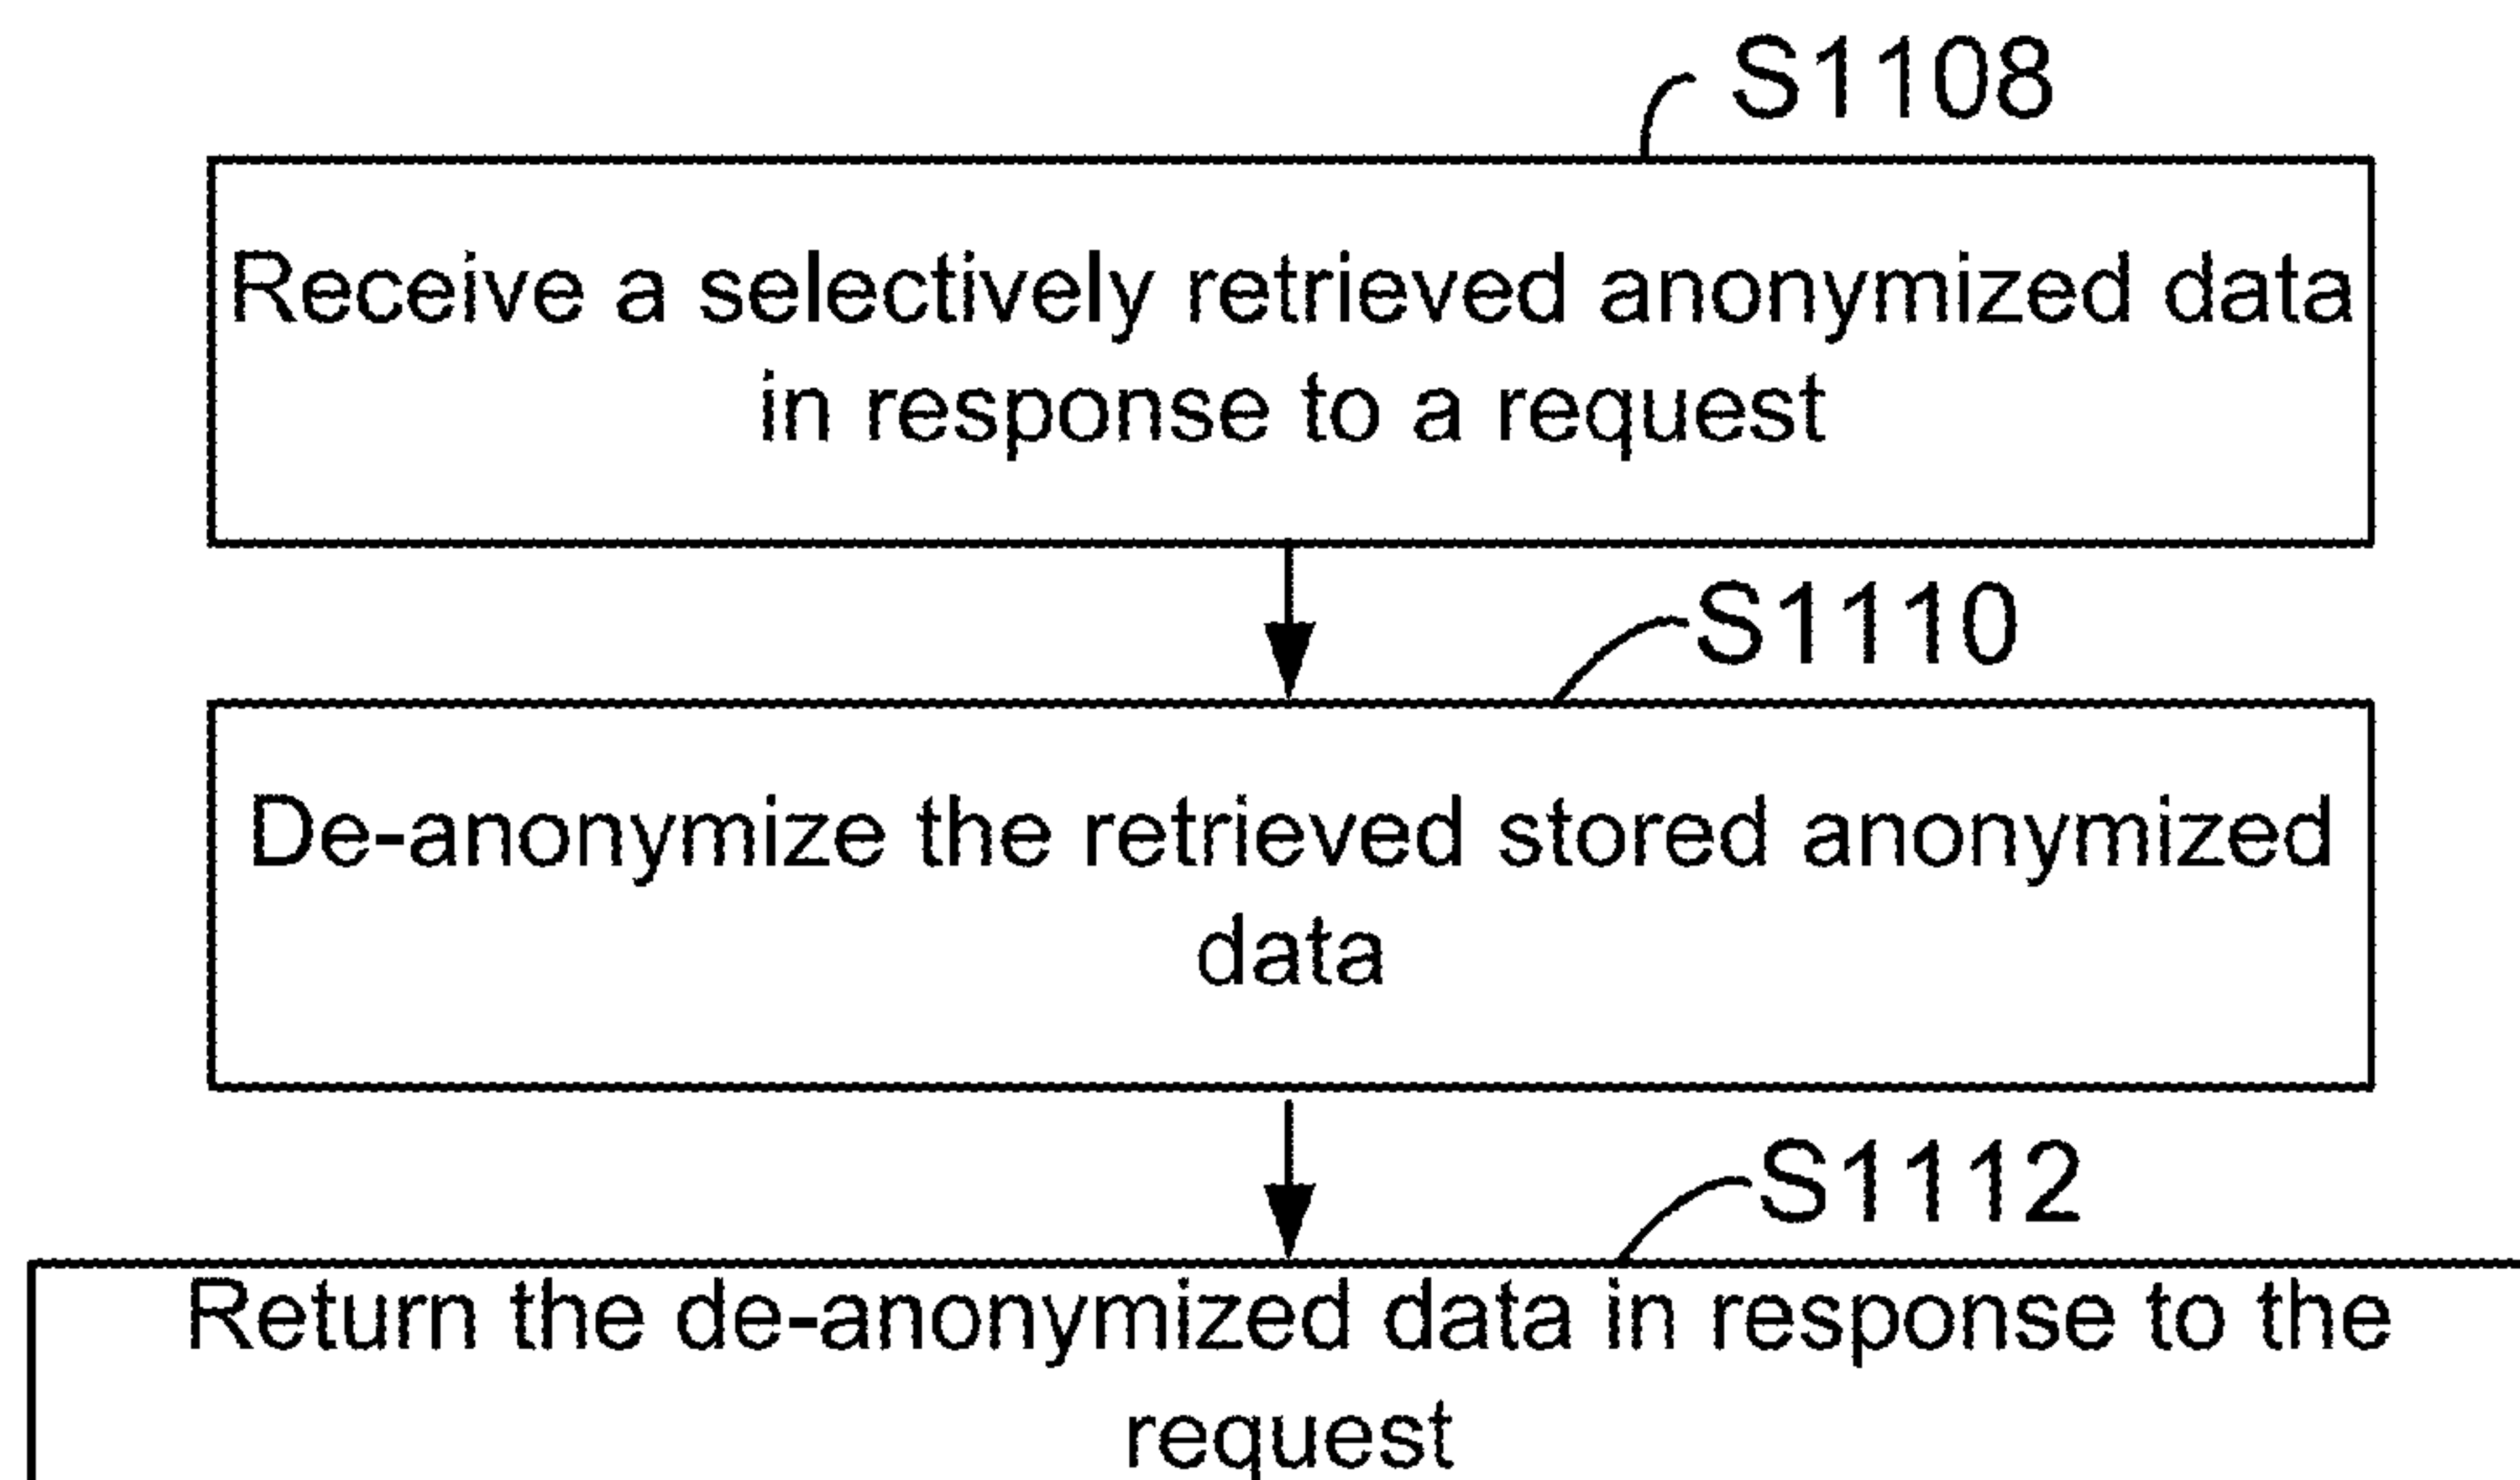 S1108
Receive a selectively retrieved anonymized data
in response to a request
S1110
De-anonymize the retrieved stored anonymized
data
S1112
Return the de-anonymized data in response to the
request